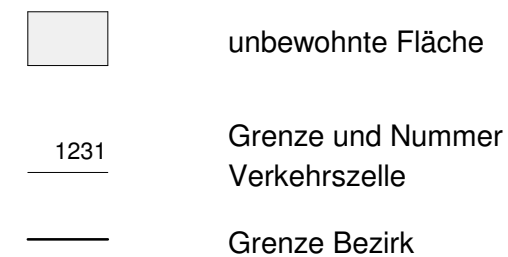 unbewohnte Fläche
1231
Grenze und Nummer
Verkehrszelle
Grenze Bezirk